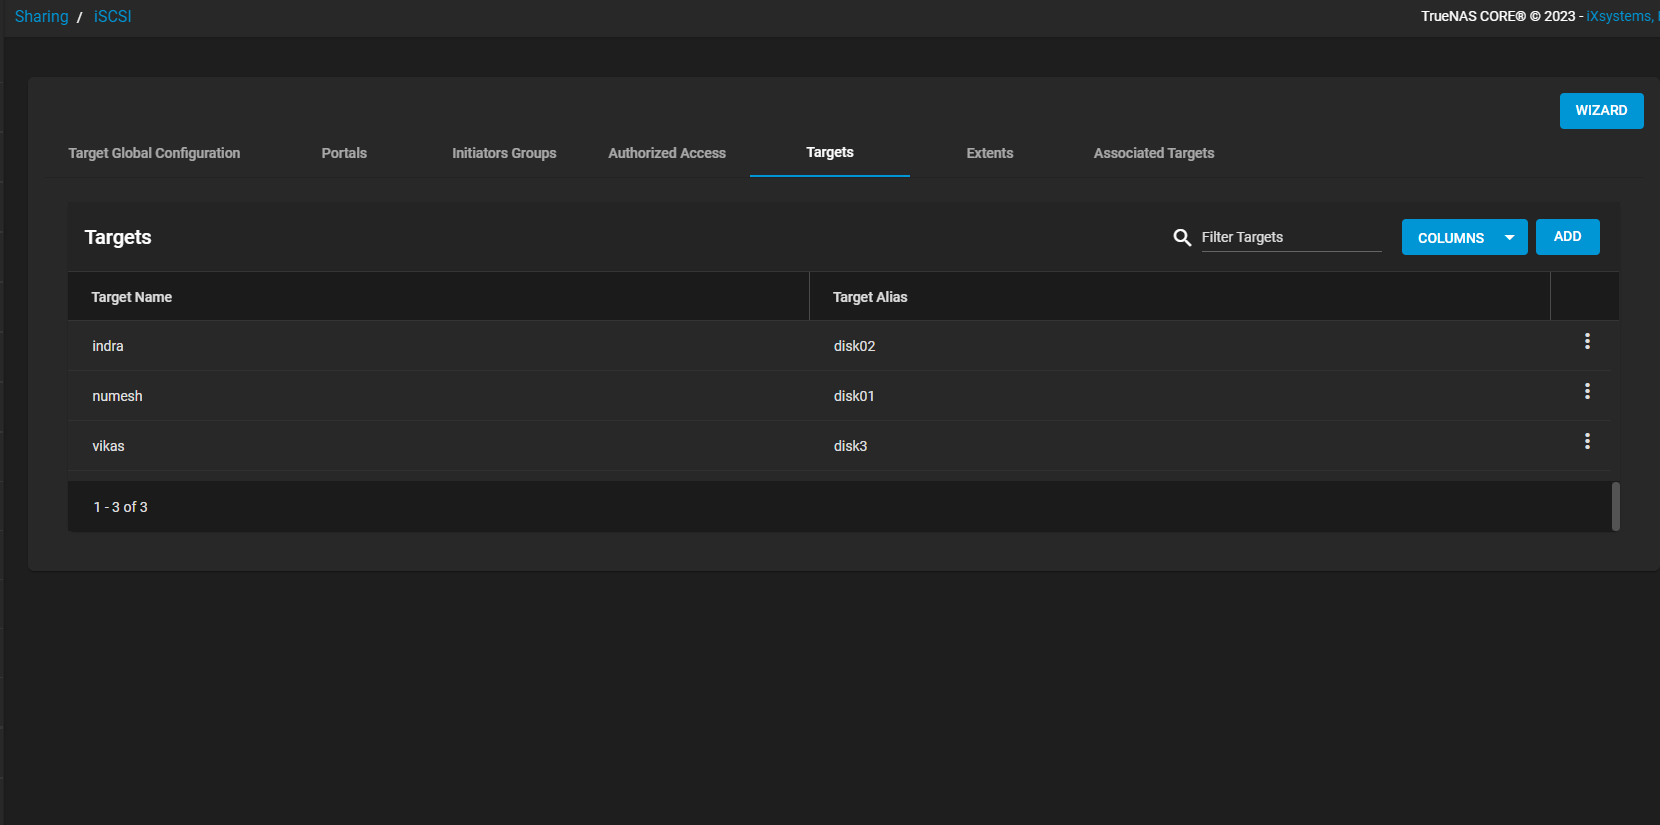 Sharing / iSCSI
TrueNAS CORE® © 2023 - iXsystems,
WIZARD
Target Global Configuration Portals Initiators Groups Authorized Access Targets Extents Associated Targets
Targets Filter Targets COLUMNS ADD
Target Name Target Alias
indra disk02
numesh disk01
vikas disk3
1 - 3 of 3